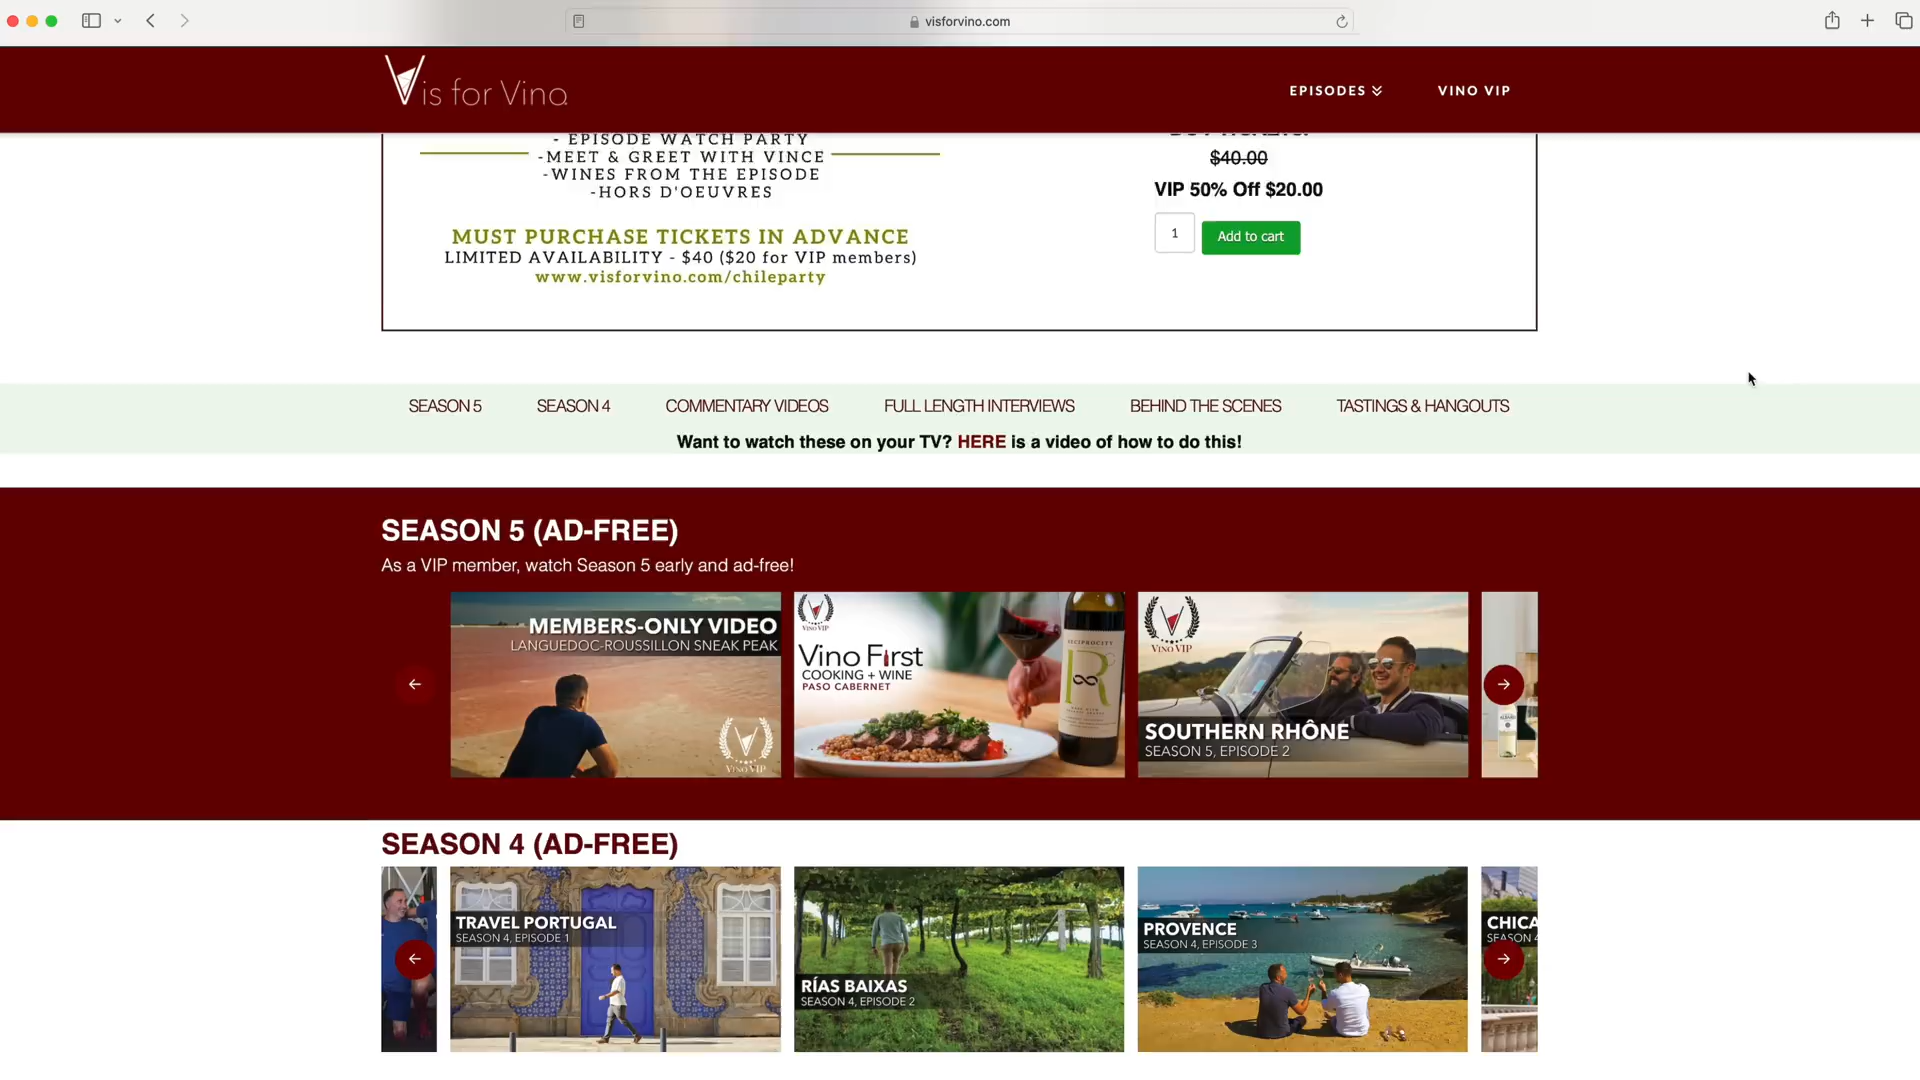 visforvino.com
V is for Vino
EPISODES
VINO VIP
- EPISODE WATCH PARTY
-MEET & GREET WITH VINCE
-WINES FROM THE EPISODE
-HORS D'OEUVRES
MUST PURCHASE TICKETS IN ADVANCE
LIMITED AVAILABILITY - $40 ($20 for VIP members)
www.visforvino.com/chileparty
$40.00
VIP 50% Off $20.00
1
Add to cart
SEASON 5
SEASON 4
COMMENTARY VIDEOS
FULL LENGTH INTERVIEWS
BEHIND THE SCENES
TASTINGS & HANGOUTS
Want to watch these on your TV? HERE is a video of how to do this!
SEASON 5 (AD-FREE)
As a VIP member, watch Season 5 early and ad-free!
MEMBERS-ONLY VIDEO
LANGUEDOC-ROUSSILLON SNEAK PEAK
VINO VIP
VINO VIP
Vino First
COOKING + WINE
PASO CABERNET
RECIPROCITY
R
VINO VIP
SOUTHERN RHÔNE
SEASON 5, EPISODE 2
SEASON 4 (AD-FREE)
TRAVEL PORTUGAL
SEASON 4, EPISODE 1
RÍAS BAIXAS
SEASON 4, EPISODE 2
PROVENCE
SEASON 4, EPISODE 3
CHICA
SEASON 4